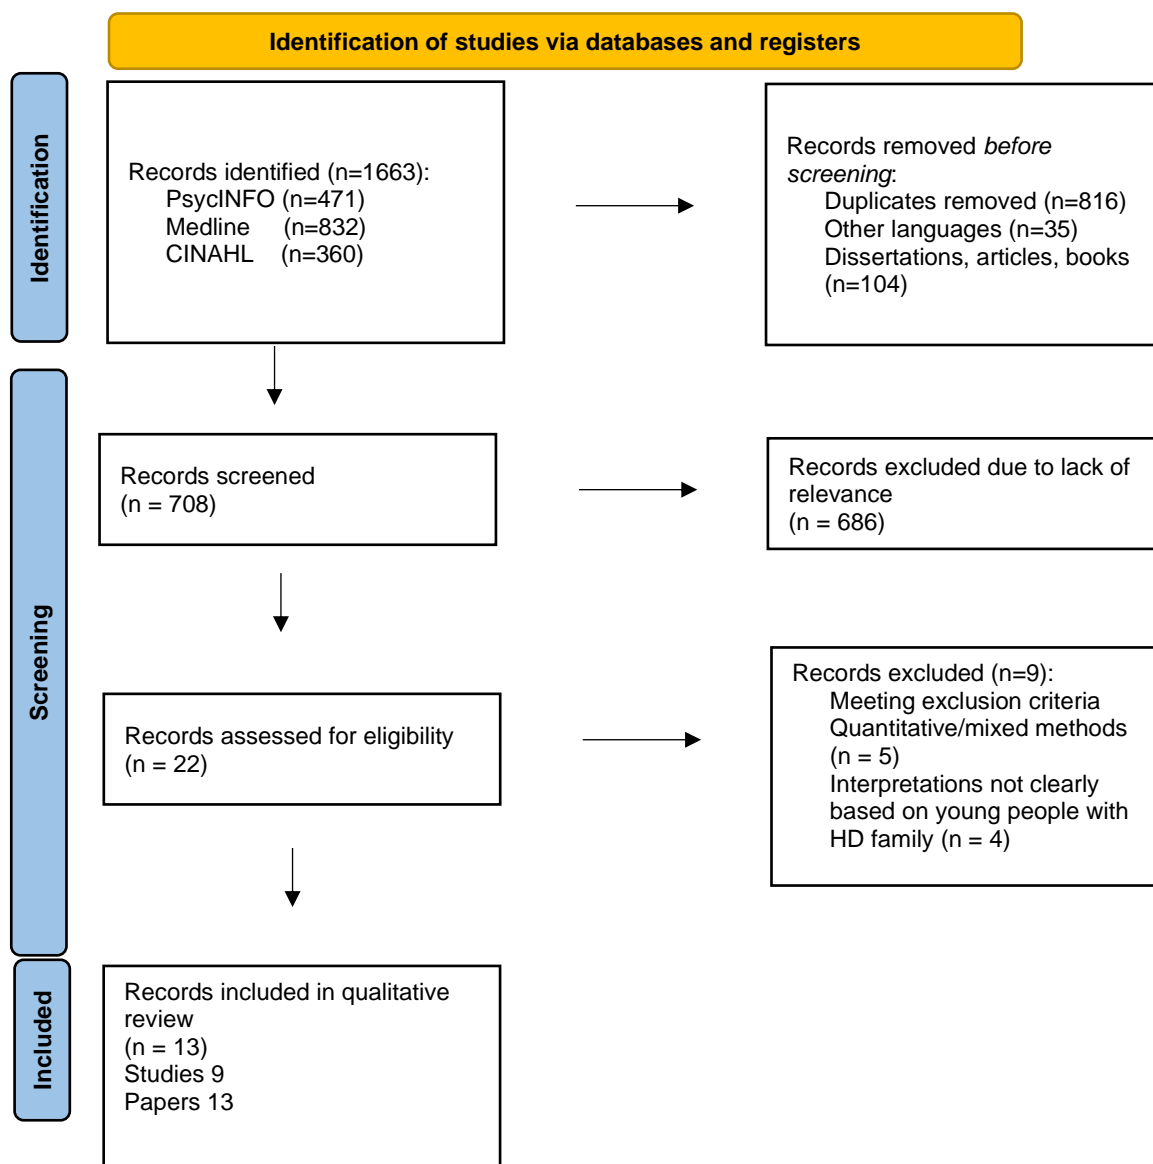 Identification of studies via databases and registers
Identification
Records identified (n=1663):
PsycINFO (n=471)
Medline (n=832)
CINAHL (n=360)
Records removed before
screening:
Duplicates removed (n=816)
Other languages (n=35)
Dissertations, articles, books
(n=104)
Screening
Records screened
(n = 708)
Records excluded due to lack of
relevance
(n = 686)
Records assessed for eligibility
(n = 22)
Records excluded (n=9):
Meeting exclusion criteria
Quantitative/mixed methods
(n = 5)
Interpretations not clearly
based on young people with
HD family (n = 4)
Included
Records included in qualitative
review
(n = 13)
Studies 9
Papers 13